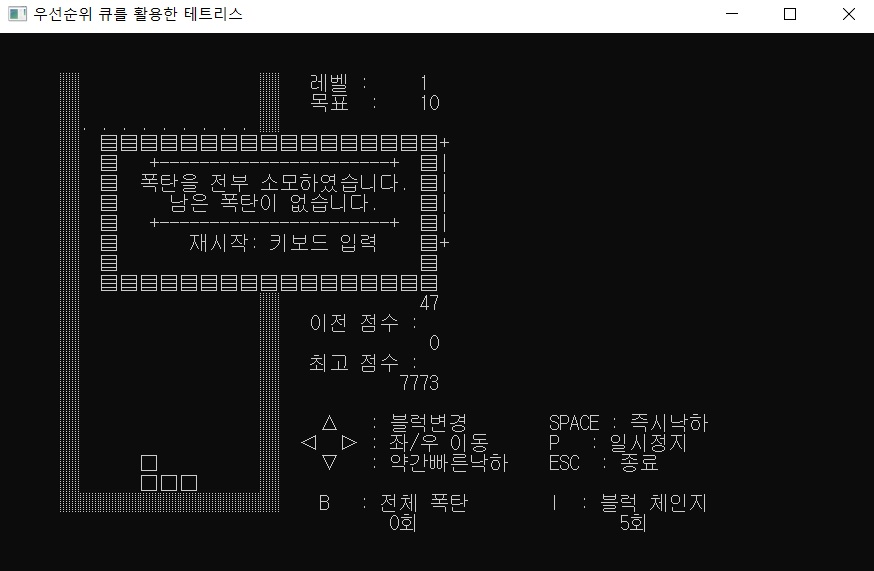 우선순위 큐를 활용한 테트리스
레벨 : 1
목표 : 10
폭탄을 전부 소모하였습니다.
남은 폭탄이 없습니다.
재시작: 키보드 입력
47
이전 점수 :
0
최고 점수 :
7773
△ : 블럭변경 SPACE : 즉시낙하
◁ ▷ : 좌/우 이동 P : 일시정지
▽ : 약간빠른낙하 ESC : 종료
B : 전체 폭탄 I : 블럭 체인지
0회 5회